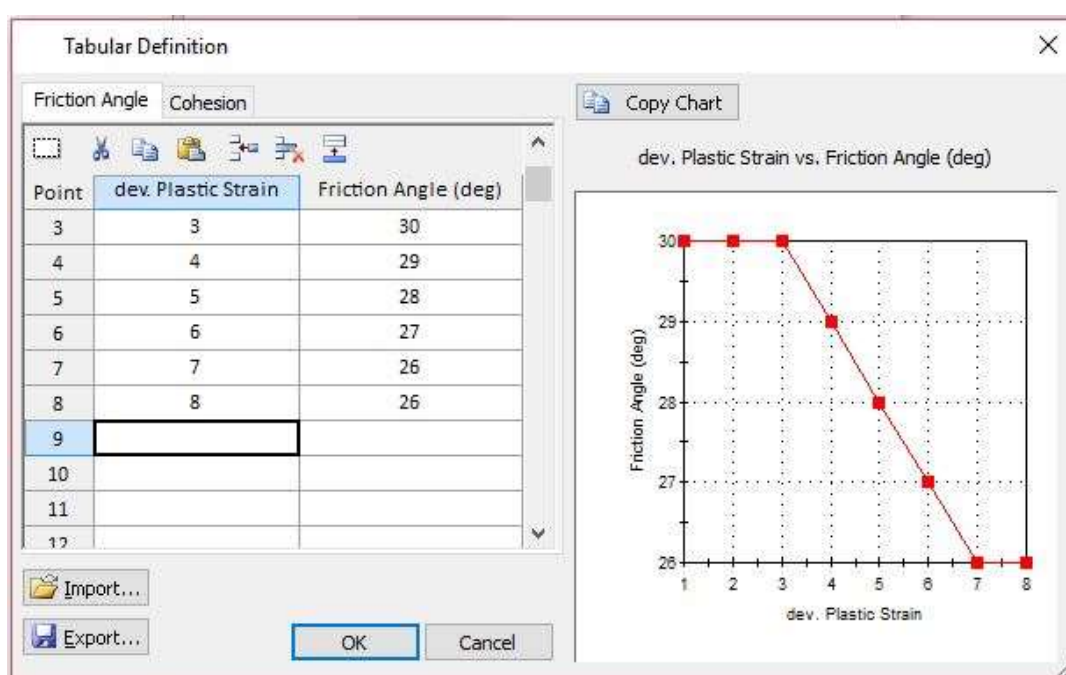 Tabular Definition
Friction Angle
Cohesion
Point dev. Plastic Strain Friction Angle (deg)
3 3 30
4 4 29
5 5 28
6 6 27
7 7 26
8 8 26
9
10
11
12
Import...
Export...
OK
Cancel
Copy Chart
dev. Plastic Strain vs. Friction Angle (deg)
Friction Angle (deg)
30
29
28
27
26
1 2 3 4 5 6 7 8
dev. Plastic Strain